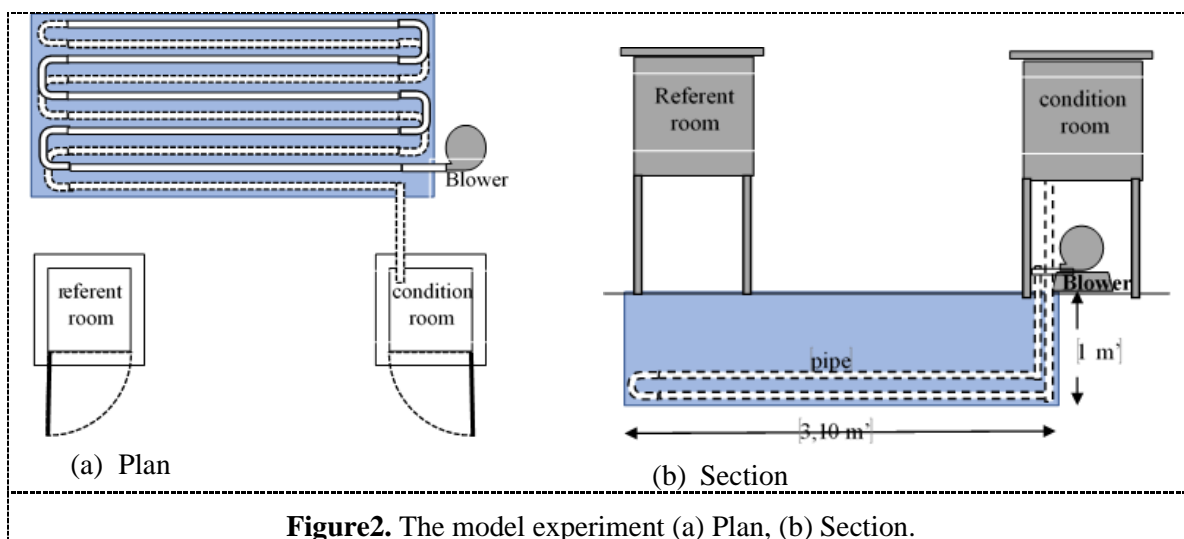 Blower
referent
room
condition
room
(a) Plan
Referent
room
condition
room
Blower
pipe
1 m’
3,10 m’
(b) Section
Figure2. The model experiment (a) Plan, (b) Section.